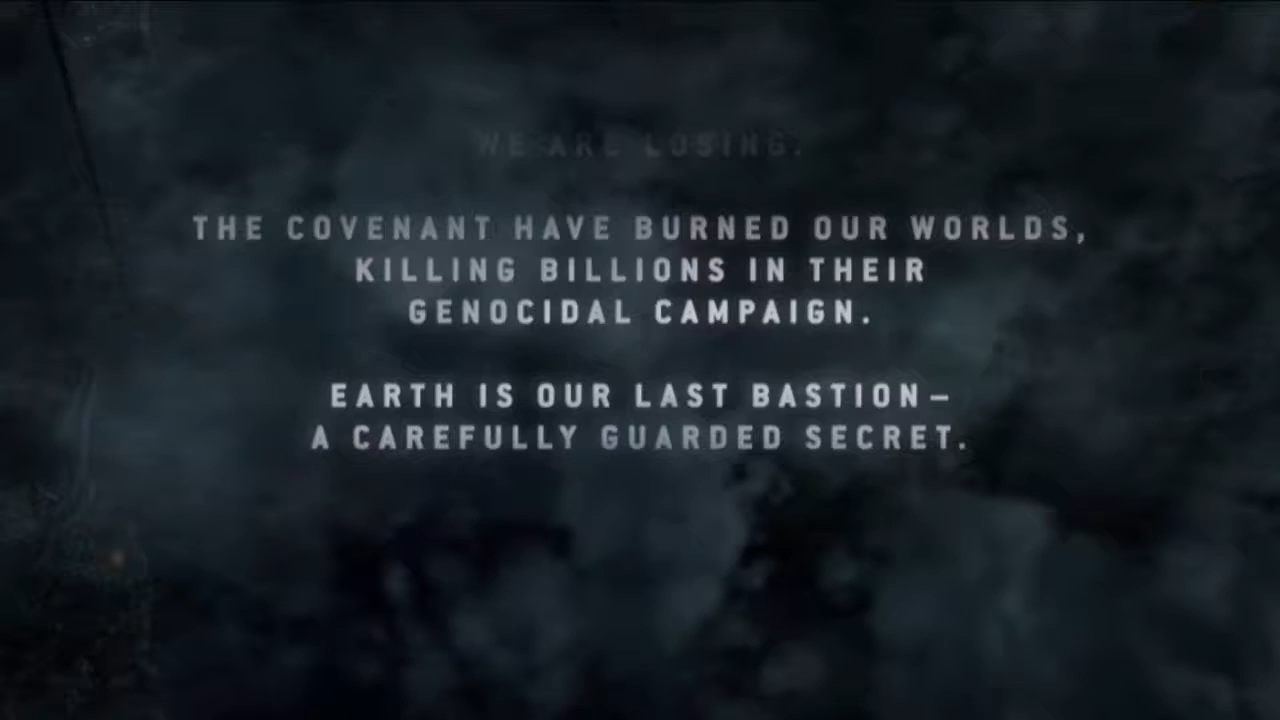 WE ARE LOSING.
THE COVENANT HAVE BURNED OUR WORLDS,
KILLING BILLIONS IN THEIR
GENOCIDAL CAMPAIGN.
EARTH IS OUR LAST BASTION–
A CAREFULLY GUARDED SECRET.